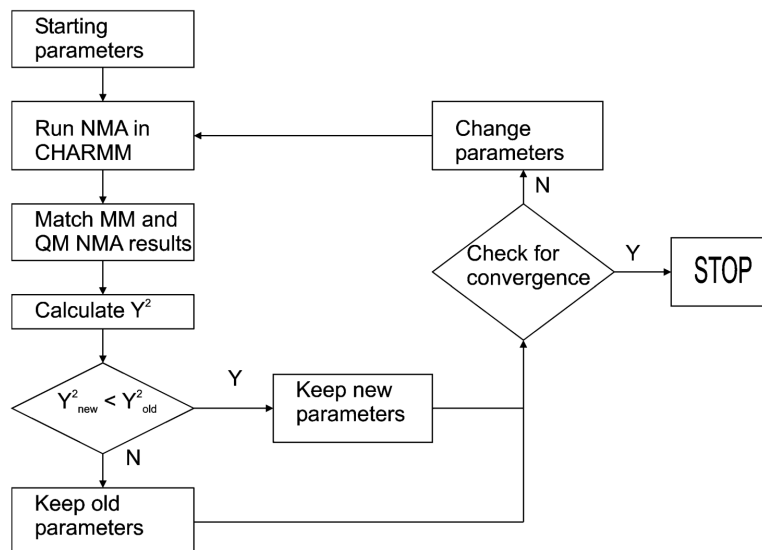 Starting
parameters
Run NMA in
CHARMM
Change
parameters
N
Match MM and
QM NMA results
Check for
convergence
Y
STOP
Calculate Y²
Y²new < Y²old
Y
Keep new
parameters
N
Keep old
parameters